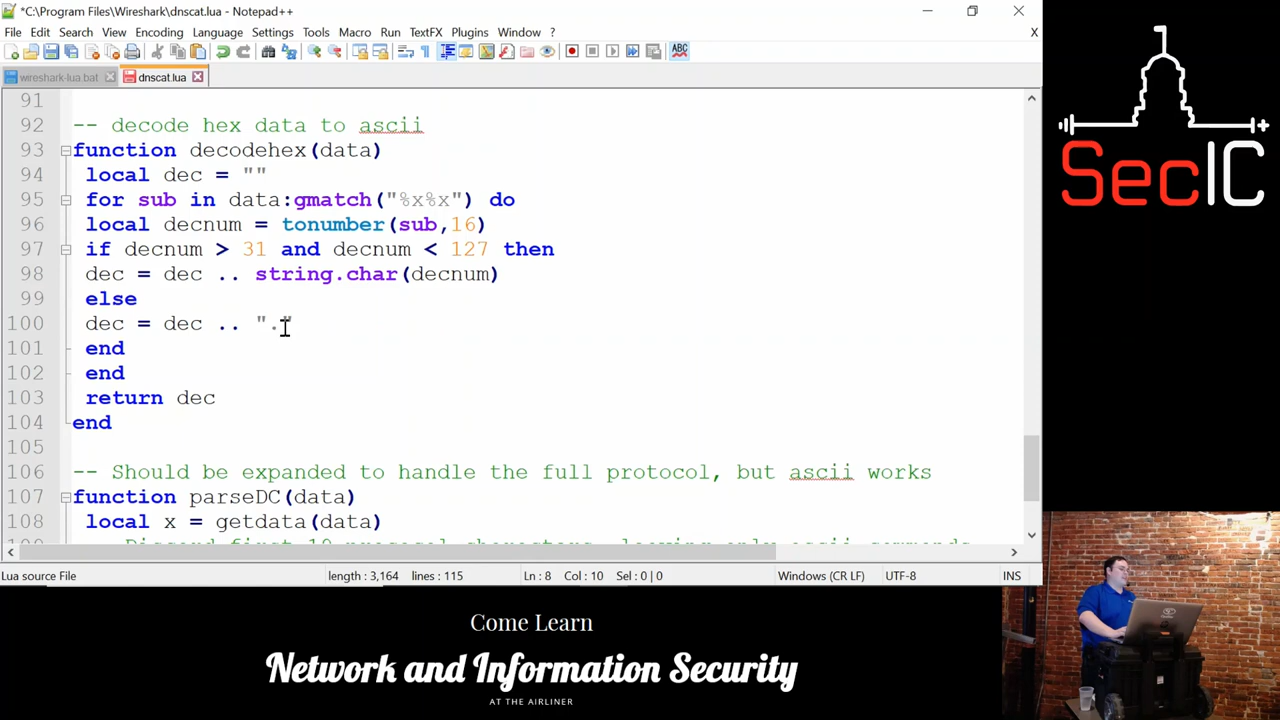 *C:\Program Files\Wireshark\dnscat.lua - Notepad++
File Edit Search View Encoding Language Settings Tools Macro Run TextFX Plugins Window ? X
wireshark-lua.bat dnscat.lua
91
92 -- decode hex data to ascii
93 function decodehex(data)
94 local dec = ""
95 for sub in data:gmatch("%x%x") do
96 local decnum = tonumber(sub,16)
97 if decnum > 31 and decnum < 127 then
98 dec = dec .. string.char(decnum)
99 else
100 dec = dec .. "."
101 end
102 end
103 return dec
104 end
105
106 -- Should be expanded to handle the full protocol, but ascii works
107 function parseDC(data)
108 local x = getdata(data)
Lua source File length : 3,164 lines : 115 Ln : 8 Col : 10 Sel : 0 | 0 Windows (CR LF) UTF-8 INS
SecIC
Come Learn
Network and Information Security
AT THE AIRLINER